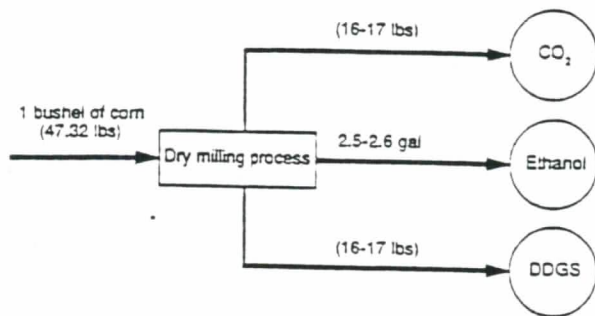 (16-17 lbs)
CO₂
1 bushel of corn
(47.32 lbs)
Dry milling process
2.5-2.6 gal
Ethanol
(16-17 lbs)
DDGS